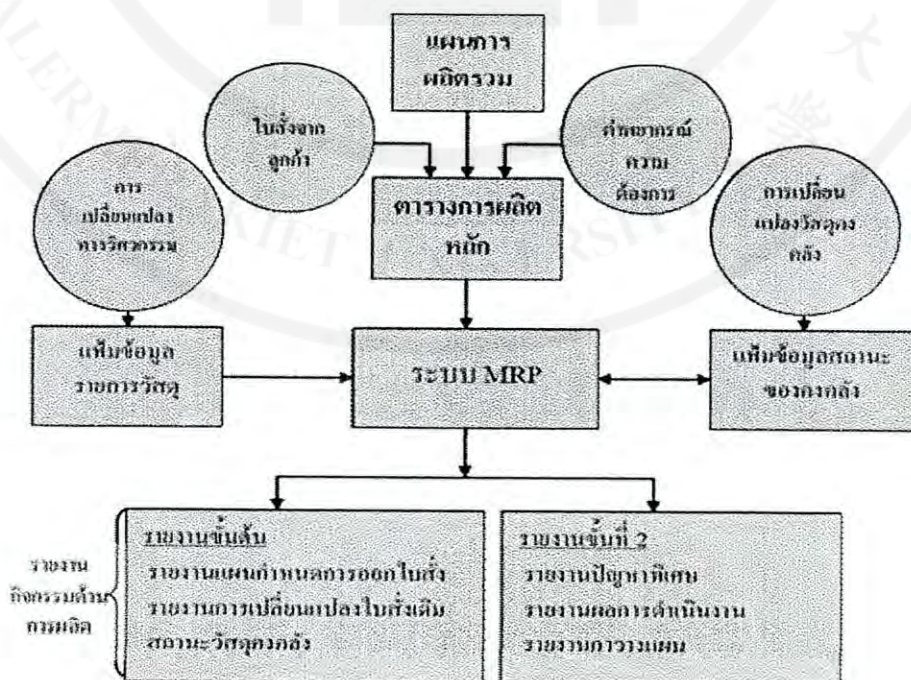 แผนการ
ผลิตรวม
ใบสั่งจาก
ลูกค้า
ค่าพยากรณ์
ความ
ต้องการ
การ
เปลี่ยนแปลง
การวิศวกรรม
ตารางการผลิต
หลัก
การเปลี่ยน
แปลงวัสดุคง
คลัง
แฟ้มข้อมูล
รายการวัสดุ
ระบบ MRP
แฟ้มข้อมูลสถานะ
ของคงคลัง
รายงาน
กิจกรรมด้าน
การผลิต
รายงานขั้นต้น
รายงานแผนกำหนดการออกใบสั่ง
รายงานการเปลี่ยนแปลงใบสั่งเดิม
สถานะวัสดุคงคลัง
รายงานขั้นที่ 2
รายงานปัญหาพิเศษ
รายงานผลการดำเนินงาน
รายงานการวางแผน